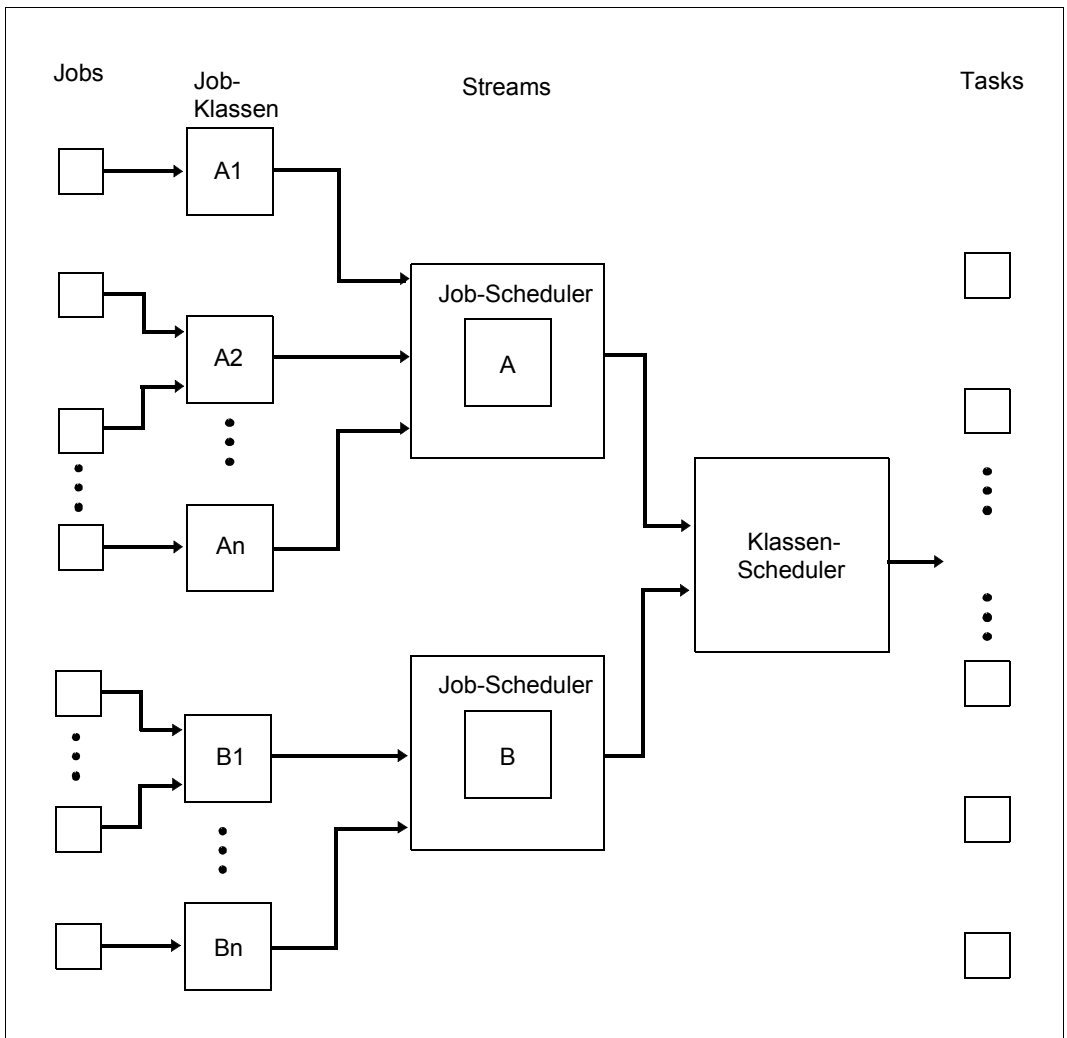 Jobs
Job-
Klassen
Streams
Tasks
A1
Job-Scheduler
A
A2
An
Klassen-
Scheduler
Job-Scheduler
B
B1
Bn